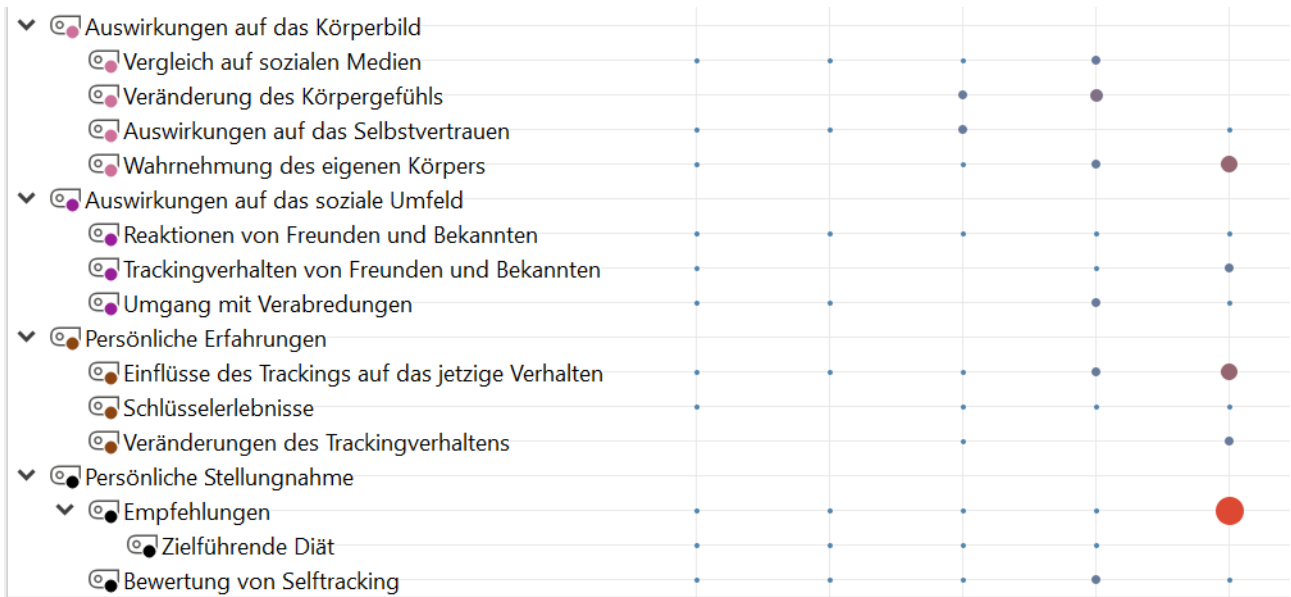 Auswirkungen auf das Körperbild
Vergleich auf sozialen Medien
Veränderung des Körpergefühls
Auswirkungen auf das Selbstvertrauen
Wahrnehmung des eigenen Körpers
Auswirkungen auf das soziale Umfeld
Reaktionen von Freunden und Bekannten
Trackingverhalten von Freunden und Bekannten
Umgang mit Verabredungen
Persönliche Erfahrungen
Einflüsse des Trackings auf das jetzige Verhalten
Schlüsselerlebnisse
Veränderungen des Trackingverhaltens
Persönliche Stellungnahme
Empfehlungen
Zielführende Diät
Bewertung von Selftracking